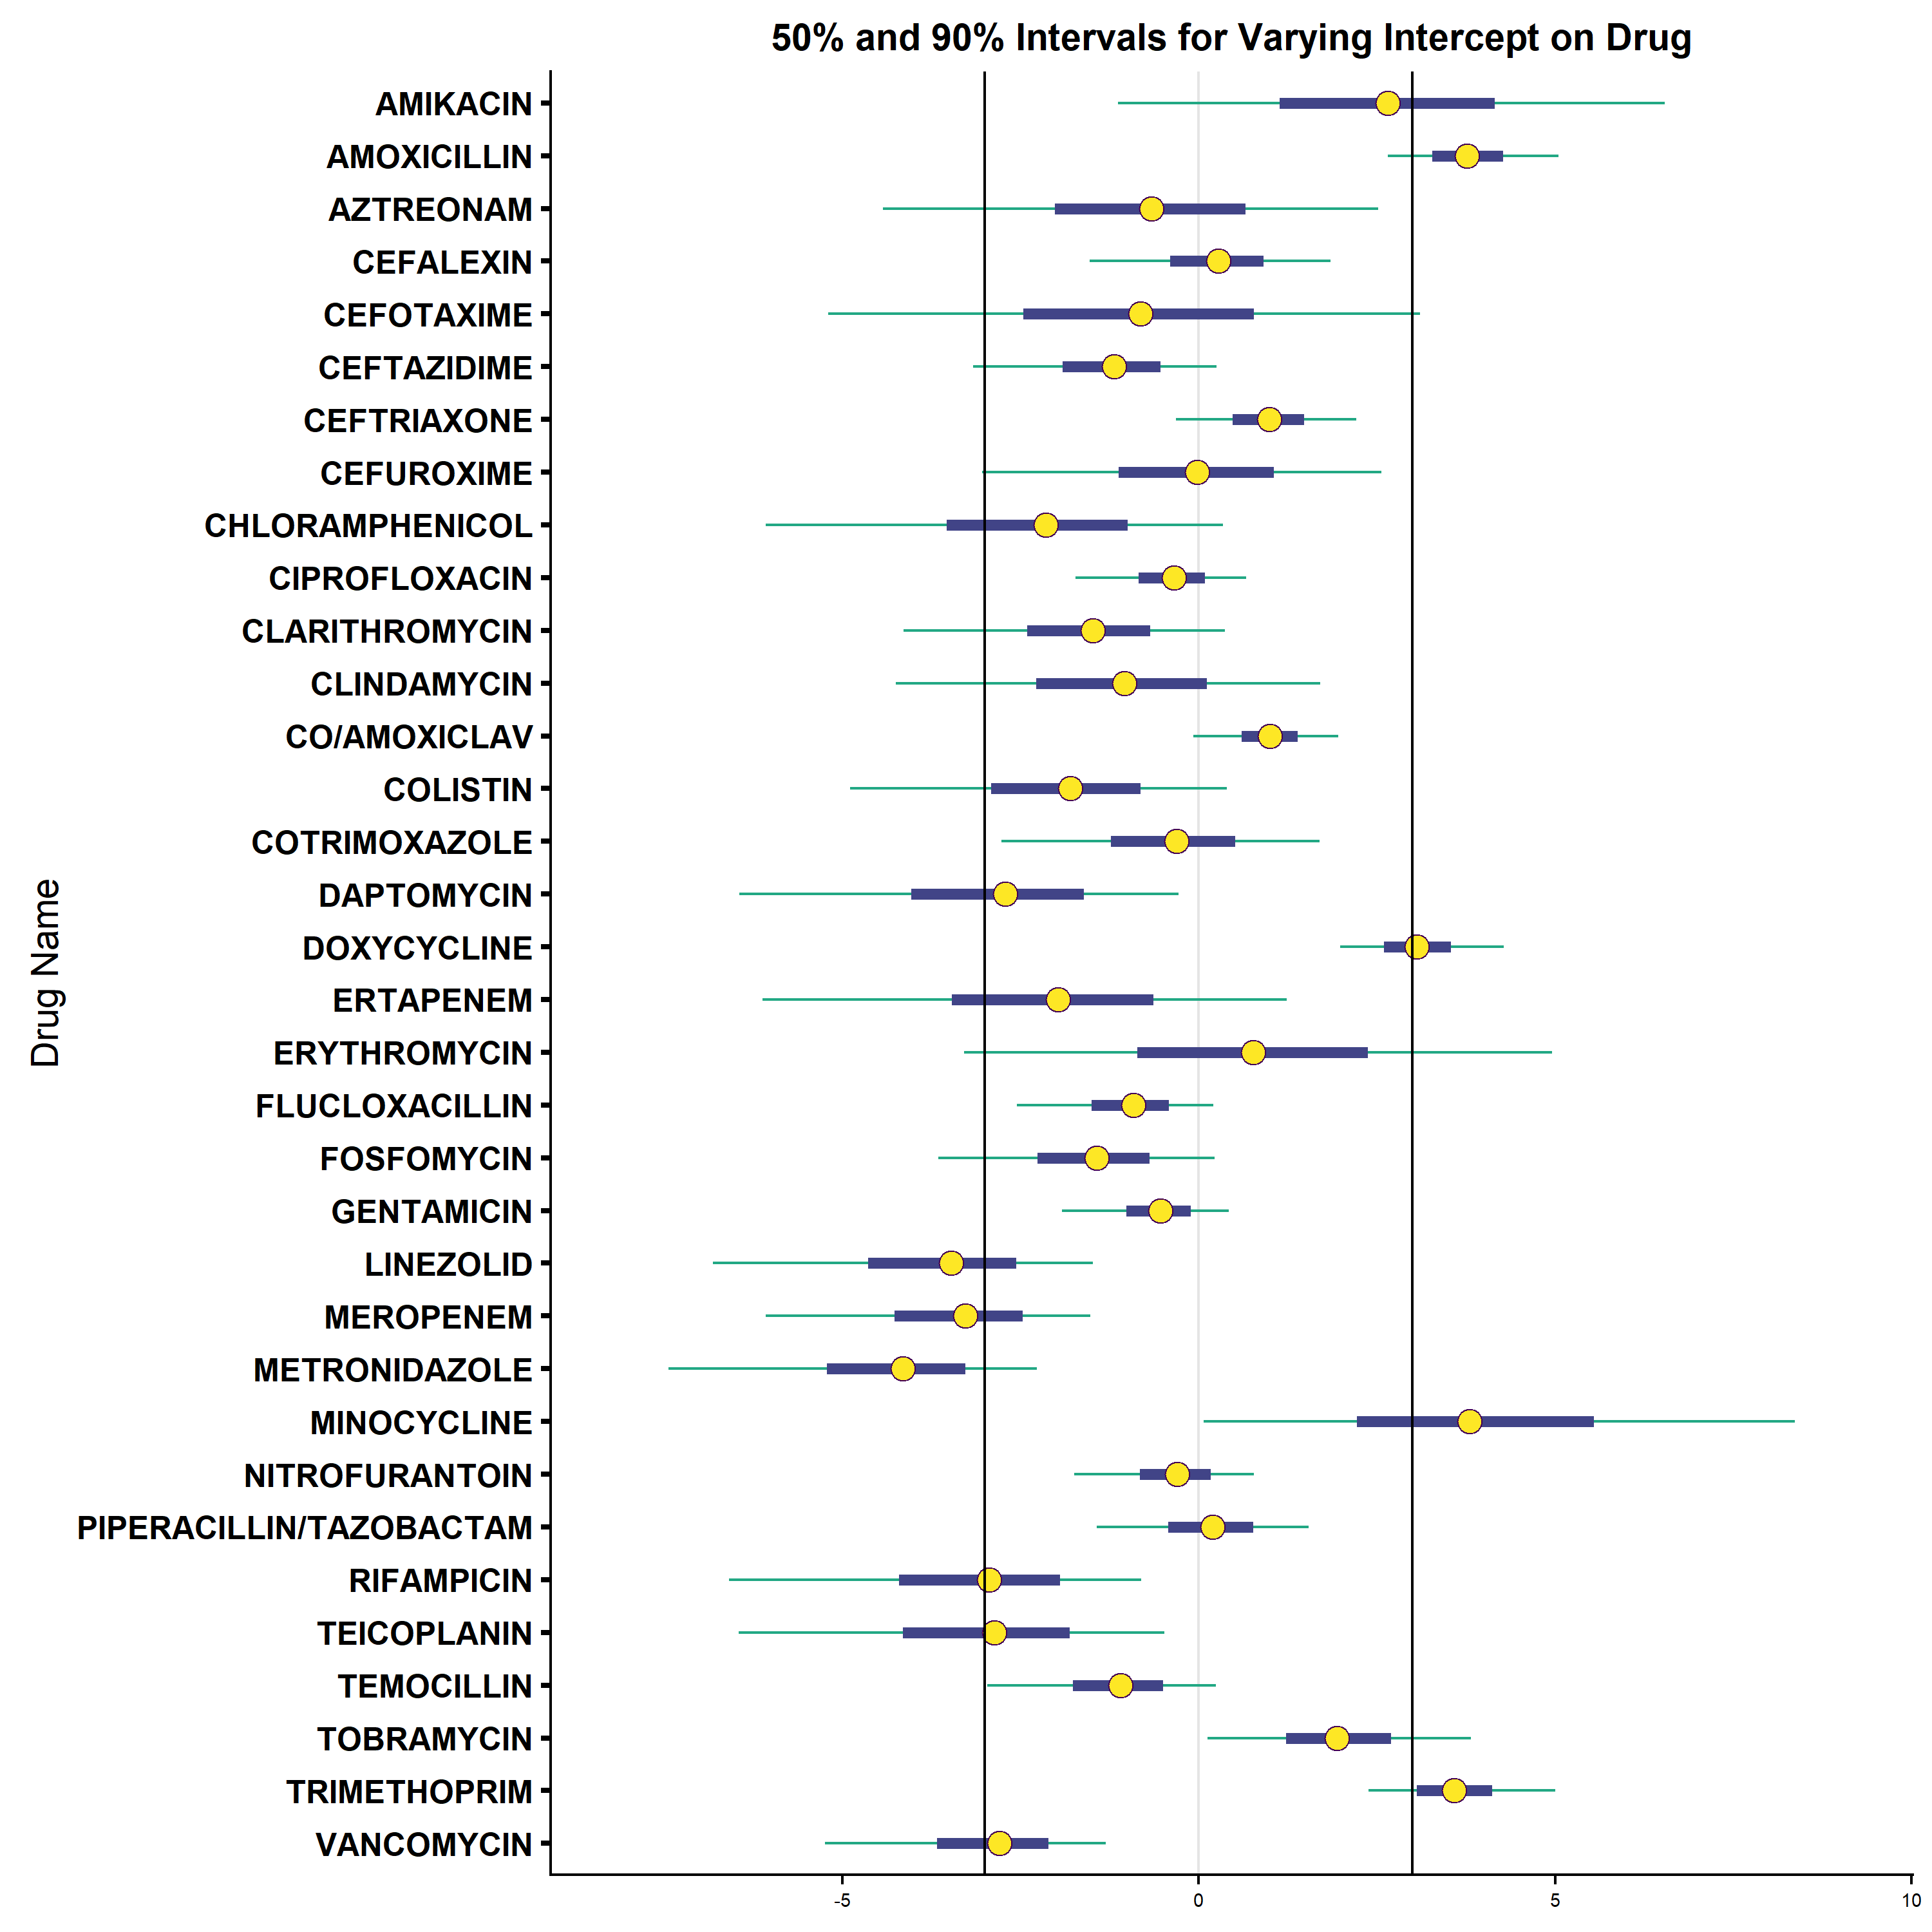 50% and 90% Intervals for Varying Intercept on Drug
Drug Name
AMIKACIN
AMOXICILLIN
AZTREONAM
CEFALEXIN
CEFOTAXIME
CEFTAZIDIME
CEFTRIAXONE
CEFUROXIME
CHLORAMPHENICOL
CIPROFLOXACIN
CLARITHROMYCIN
CLINDAMYCIN
CO/AMOXICLAV
COLISTIN
COTRIMOXAZOLE
DAPTOMYCIN
DOXYCYCLINE
ERTAPENEM
ERYTHROMYCIN
FLUCLOXACILLIN
FOSFOMYCIN
GENTAMICIN
LINEZOLID
MEROPENEM
METRONIDAZOLE
MINOCYCLINE
NITROFURANTOIN
PIPERACILLIN/TAZOBACTAM
RIFAMPICIN
TEICOPLANIN
TEMOCILLIN
TOBRAMYCIN
TRIMETHOPRIM
VANCOMYCIN
-5 0 5 10